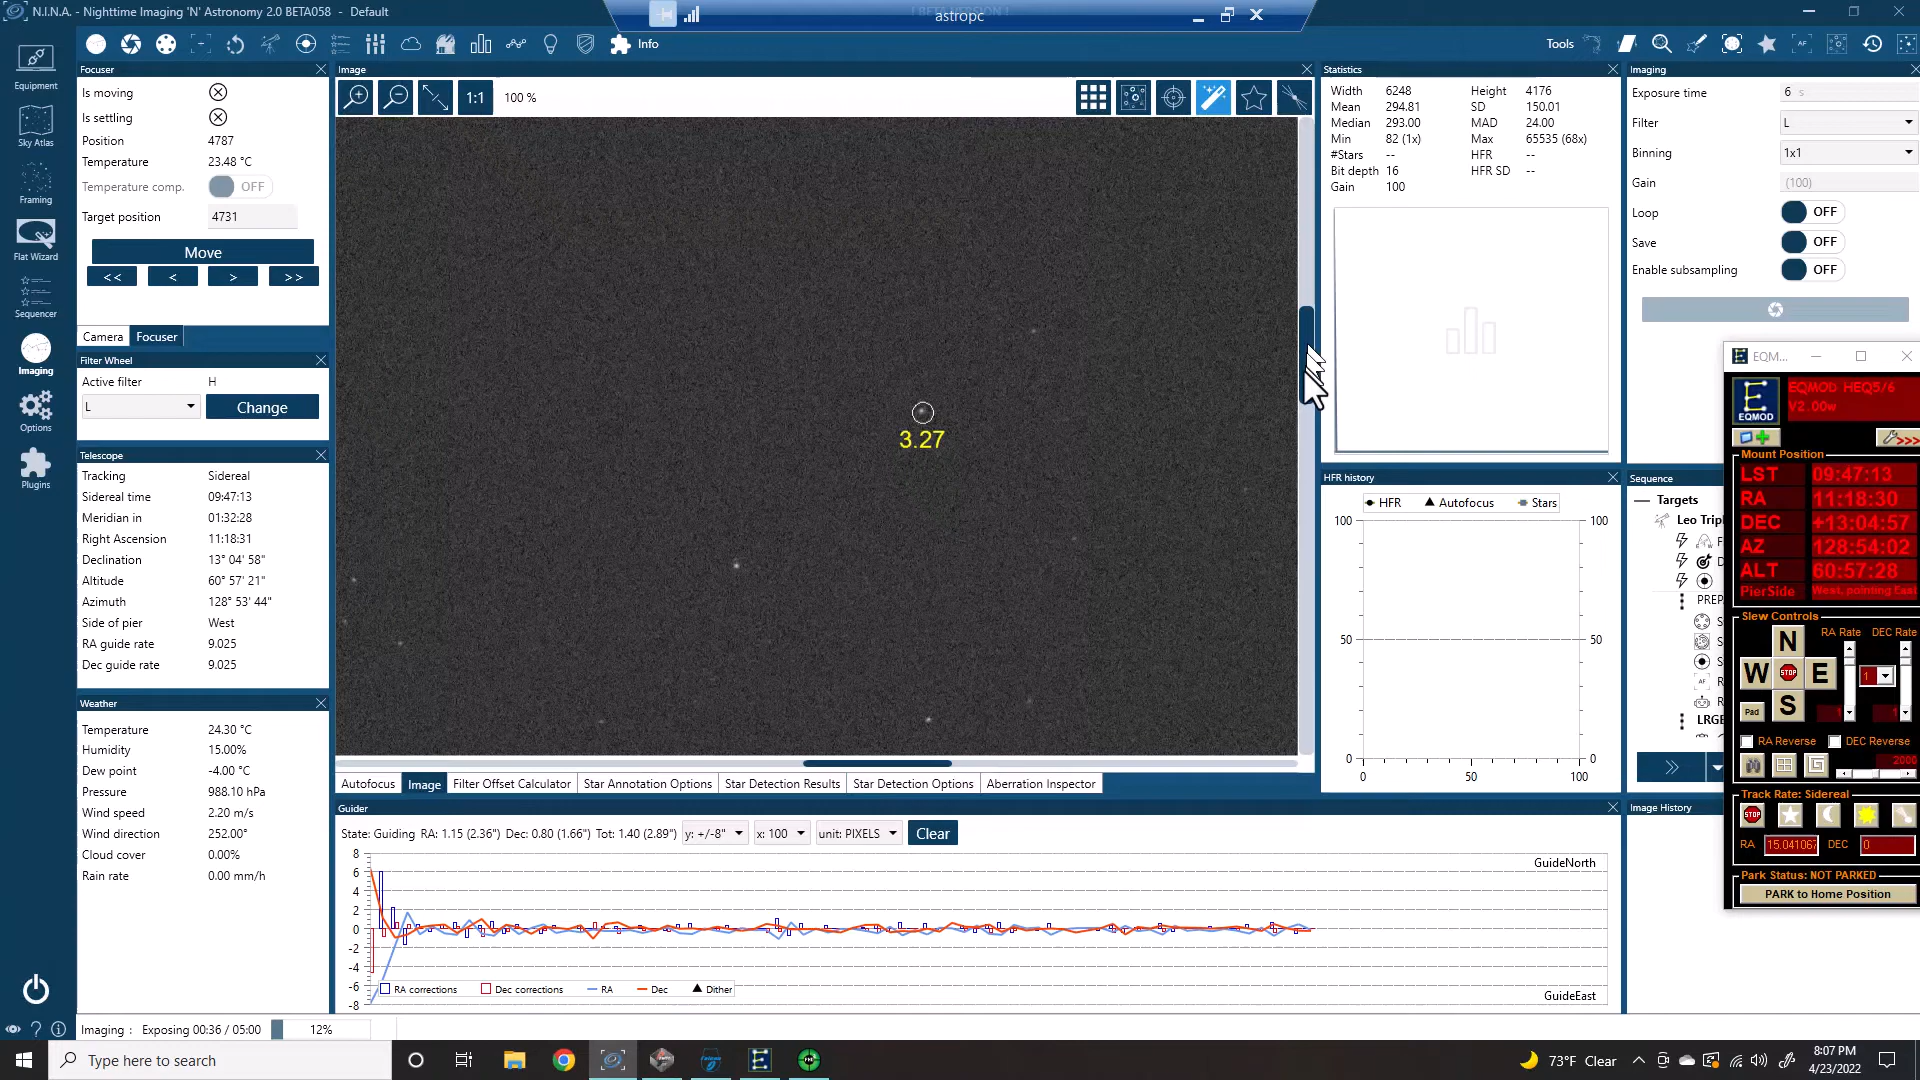 N.I.N.A. - Nighttime Imaging 'N' Astronomy 2.0 BETA058 - Default
astropc
Info
Tools
Equipment
Sky Atlas
Framing
Flat Wizard
Sequencer
Imaging
Options
Plugins
Focuser
Is moving
Is settling
Position 4787
Temperature 23.48 °C
Temperature comp. OFF
Target position 4731
Move
<< < > >>
Camera Focuser
Filter Wheel
Active filter H
L Change
Telescope
Tracking Sidereal
Sidereal time 09:47:13
Meridian in 01:32:28
Right Ascension 11:18:31
Declination 13° 04' 58"
Altitude 60° 57' 21"
Azimuth 128° 53' 44"
Side of pier West
RA guide rate 9.025
Dec guide rate 9.025
Weather
Temperature 24.30 °C
Humidity 15.00%
Dew point -4.00 °C
Pressure 988.10 hPa
Wind speed 2.20 m/s
Wind direction 252.00°
Cloud cover 0.00%
Rain rate 0.00 mm/h
Image
1:1 100 %
3.27
Autofocus Image Filter Offset Calculator Star Annotation Options Star Detection Results Star Detection Options Aberration Inspector
Guider
State: Guiding RA: 1.15 (2.36") Dec: 0.80 (1.66") Tot: 1.40 (2.89") y: +/-8" x: 100 unit: PIXELS Clear
8
6
4
2
0
-2
-4
-6
-8
GuideNorth
GuideEast
RA corrections Dec corrections RA Dec Dither
Statistics
Width 6248 Height 4176
Mean 294.81 SD 150.01
Median 293.00 MAD 24.00
Min 82 (1x) Max 65535 (68x)
#Stars -- HFR --
Bit depth 16 HFR SD --
Gain 100
HFR history
HFR Autofocus Stars
100 100
50 50
0 0
0 50 100
Imaging
Exposure time 6 s
Filter L
Binning 1x1
Gain (100)
Loop OFF
Save OFF
Enable subsampling OFF
Sequence
Targets
Leo Tripl
F
D
PREP
S
S
S
AF R
R
LRGE
Image History
EQM...
EQMOD
EQMOD HEQ5/6
V2.00w
>>>
Mount Position
LST 09:47:13
RA 11:18:30
DEC +13:04:57
AZ 128:54:02
ALT 60:57:28
PierSide West, pointing East
Slew Controls
RA Rate DEC Rate
N
W STOP E
S
Pad
1
1 1
RA Reverse DEC Reverse
2000
Track Rate: Sidereal
STOP
RA 15.041067 DEC 0
Park Status: NOT PARKED
PARK to Home Position
Imaging : Exposing 00:36 / 05:00 12%
Type here to search
73°F Clear
8:07 PM
4/23/2022